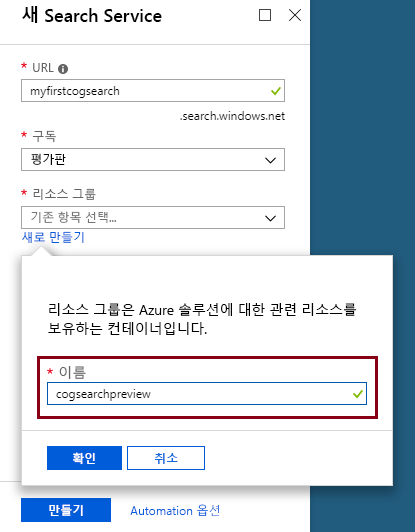 새 Search Service
* URL
myfirstcogsearch
.search.windows.net
* 구독
평가판
* 리소스 그룹
기존 항목 선택...
새로 만들기
리소스 그룹은 Azure 솔루션에 대한 관련 리소스를
보유하는 컨테이너입니다.
* 이름
cogsearchpreview
확인 취소
만들기 Automation 옵션